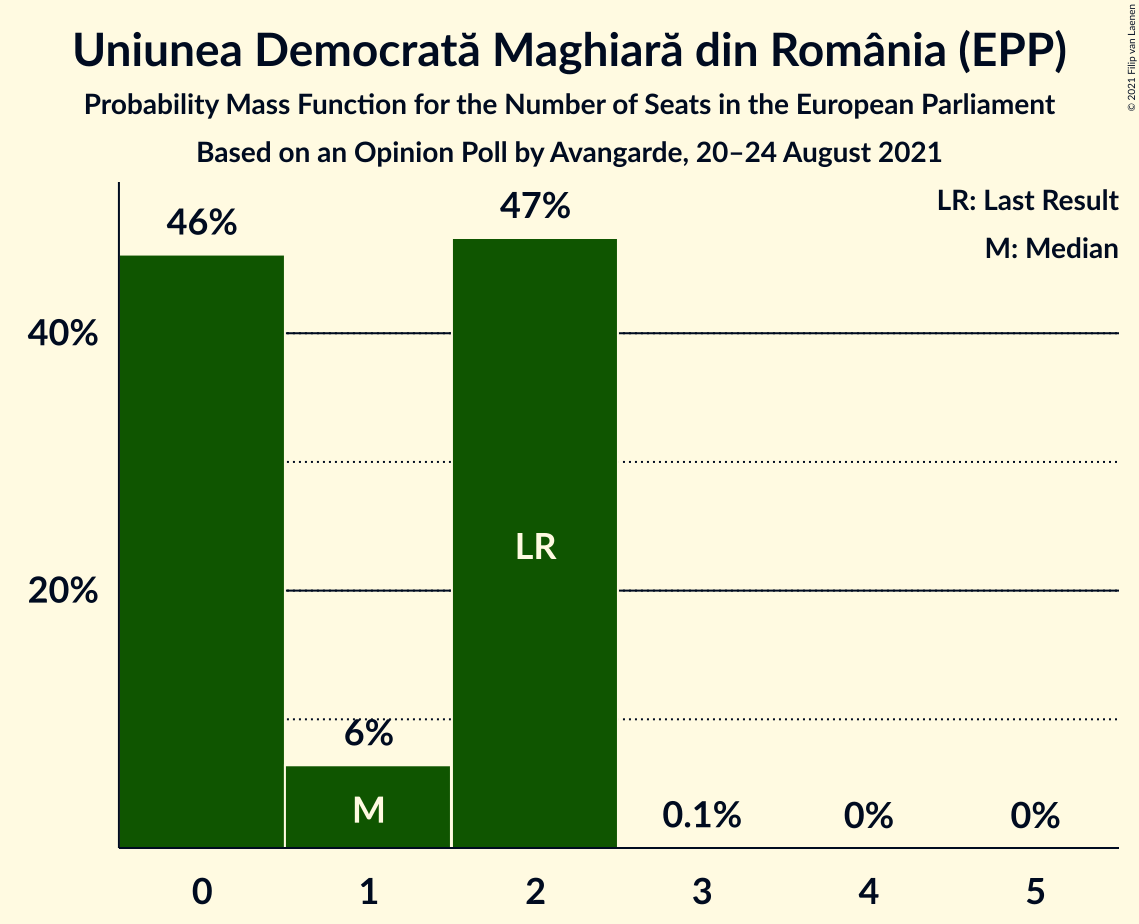 Uniunea Democrată Maghiară din România (EPP)
Probability Mass Function for the Number of Seats in the European Parliament
Based on an Opinion Poll by Avangarde, 20–24 August 2021
© 2021 Filip van Laenen
LR: Last Result
M: Median
46%
47%
40%
LR
20%
6%
M
0.1%
0%
0%
0
1
2
3
4
5